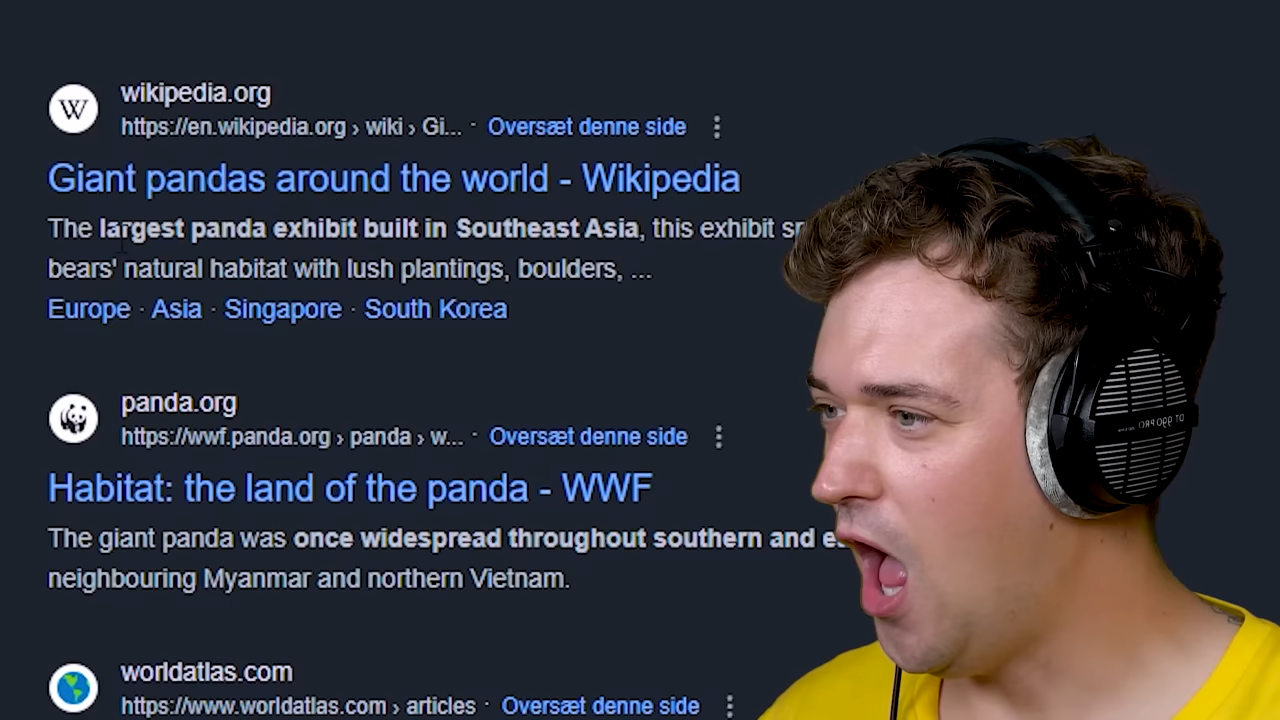 W
wikipedia.org
https://en.wikipedia.org › wiki › Gi... · Oversæt denne side
Giant pandas around the world - Wikipedia
The largest panda exhibit built in Southeast Asia, this exhibit
bears' natural habitat with lush plantings, boulders, ...
Europe · Asia · Singapore · South Korea
panda.org
https://wwf.panda.org › panda › w... · Oversæt denne side
Habitat: the land of the panda - WWF
The giant panda was once widespread throughout southern and
neighbouring Myanmar and northern Vietnam.
worldatlas.com
https://www.worldatlas.com › articles · Oversæt denne side
DT 990 PRO